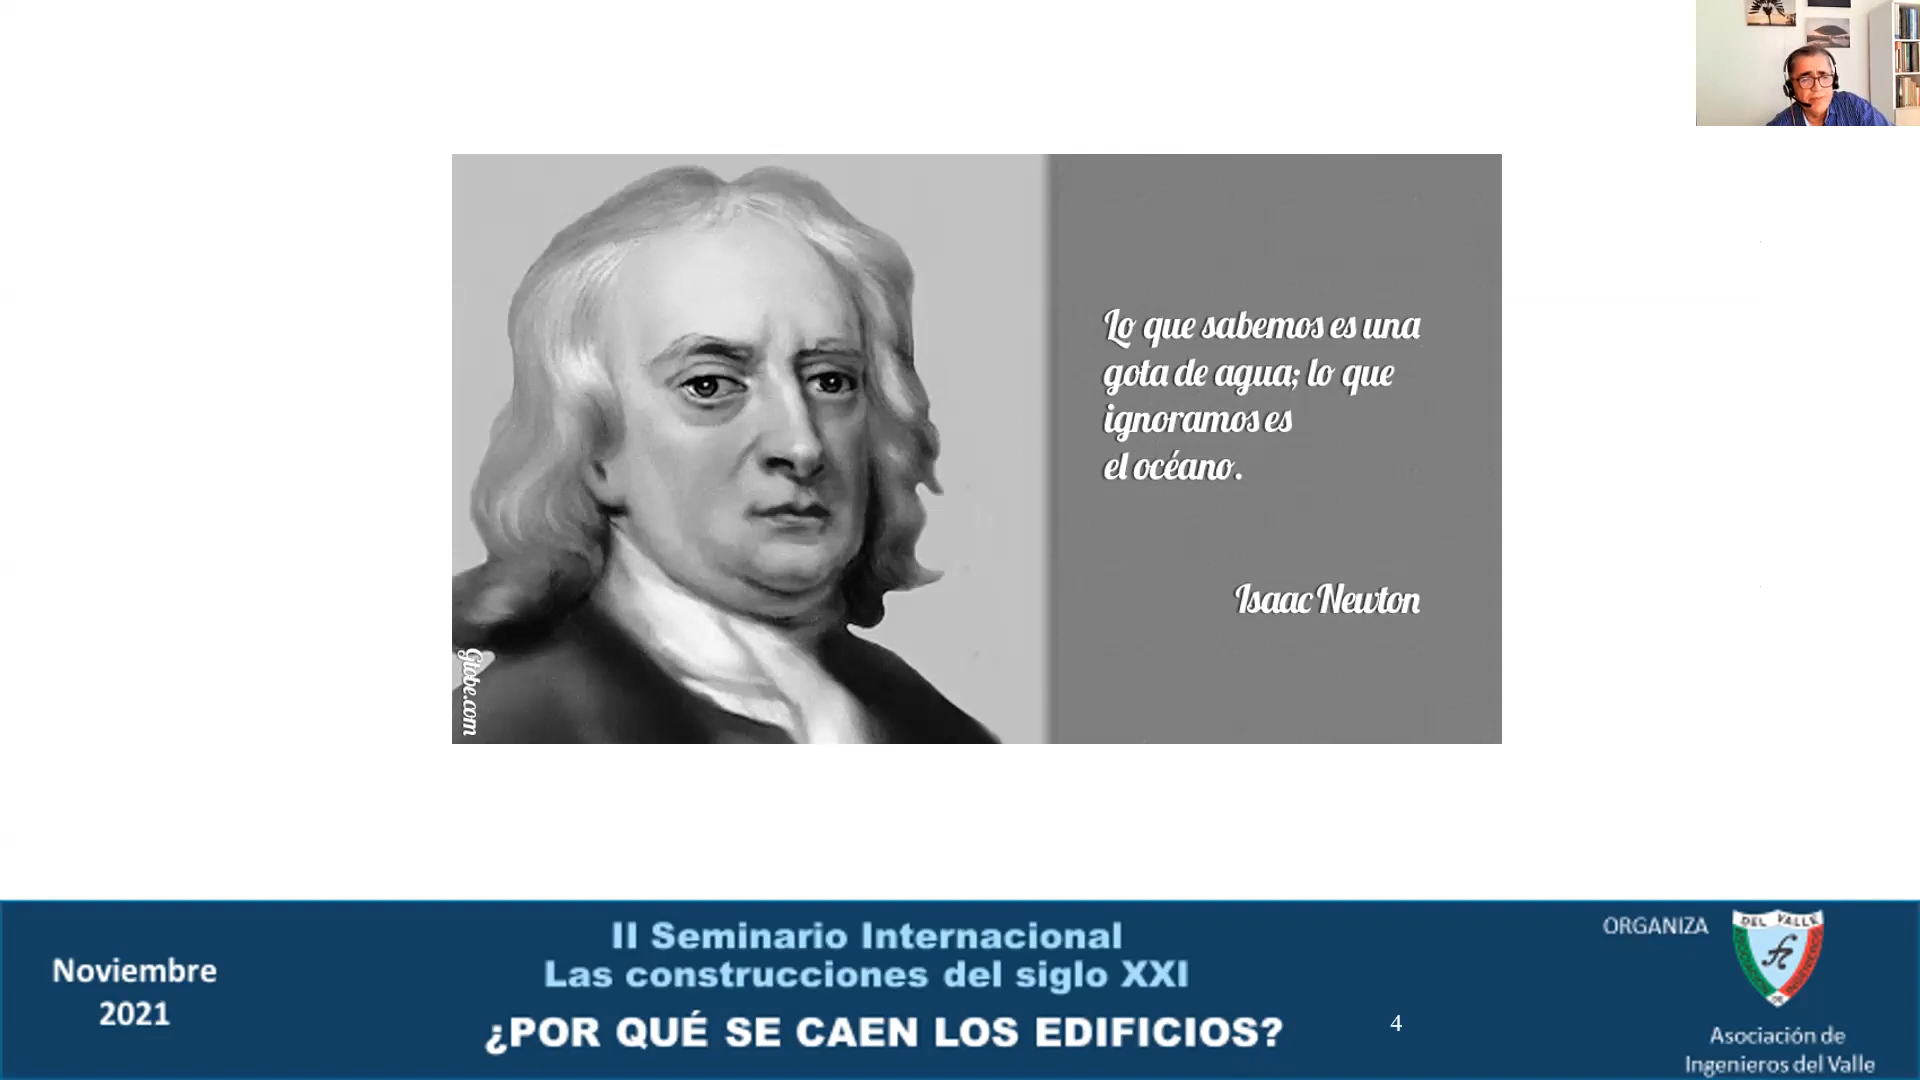 Lo que sabemos es una
gota de agua; lo que
ignoramos es
el océano.
Isaac Newton
Gtobe.com
Noviembre
2021
II Seminario Internacional
Las construcciones del siglo XXI
¿POR QUÉ SE CAEN LOS EDIFICIOS?
4
ORGANIZA
DEL VALLE
Asociación de
Ingenieros del Valle